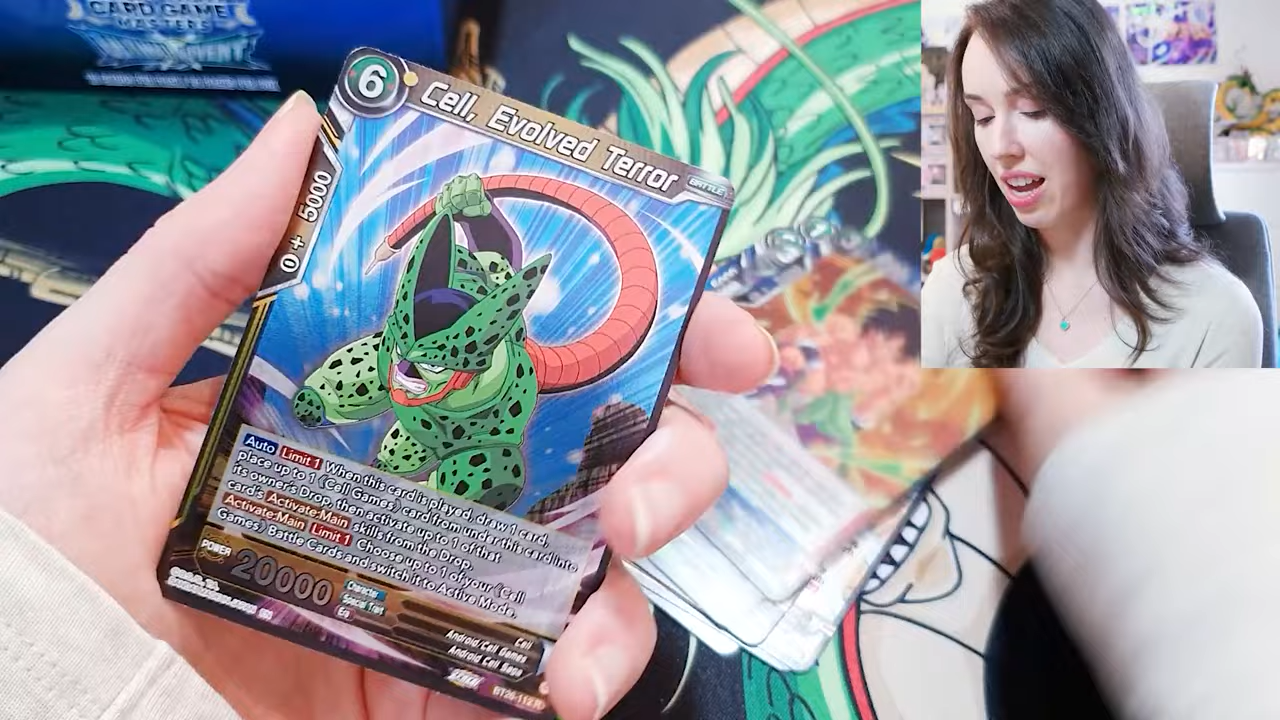 CARD GAME
MASTERS
6
Cell, Evolved Terror
BATTLE
0 + 5000
Auto Limit 1 When this card is played, draw 1 card,
place up to 1 《Cell Games》 card from under this card into
its owner's Drop, then activate up to 1 of that
card's Activate:Main skills from the Drop.
Activate:Main Limit 1 Choose up to 1 of your 《Cell
Games》 Battle Cards and switch it to Active Mode.
POWER
20000
Character
Special Trait
Era
Cell
Android/Cell Games
Android Cell Saga